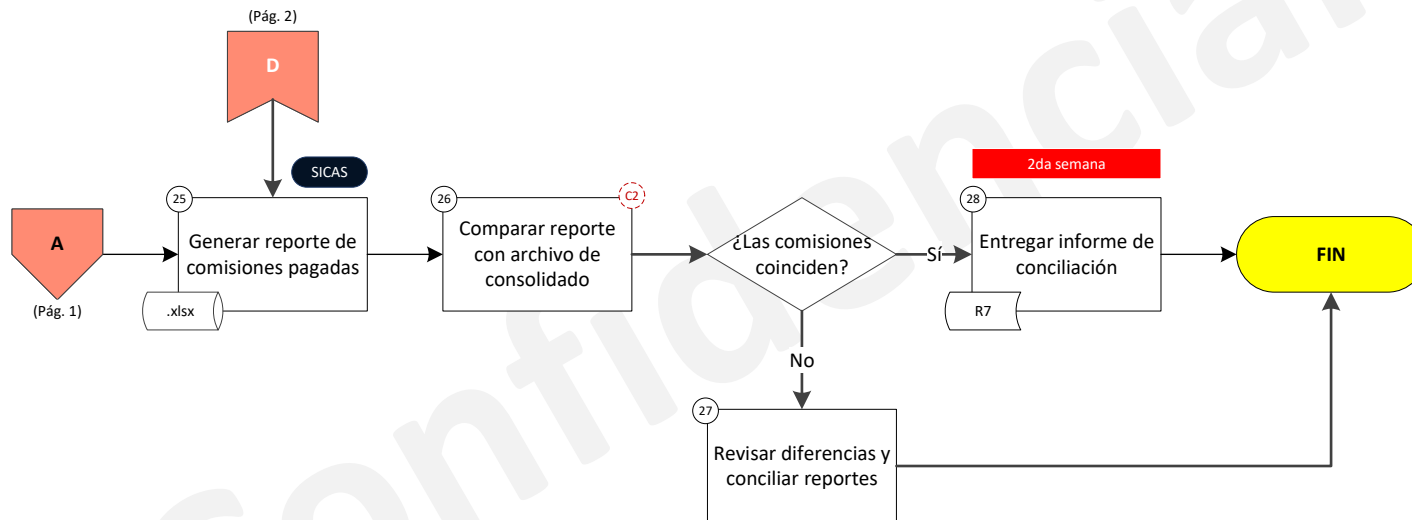 (Pág. 2)
D
SICAS
2da semana
25
Generar reporte de
comisiones pagadas
.xlsx
A
(Pág. 1)
26
C2
Comparar reporte
con archivo de
consolidado
¿Las comisiones
coinciden?
Sí
28
Entregar informe de
conciliación
R7
FIN
No
27
Revisar diferencias y
conciliar reportes
Confidencial